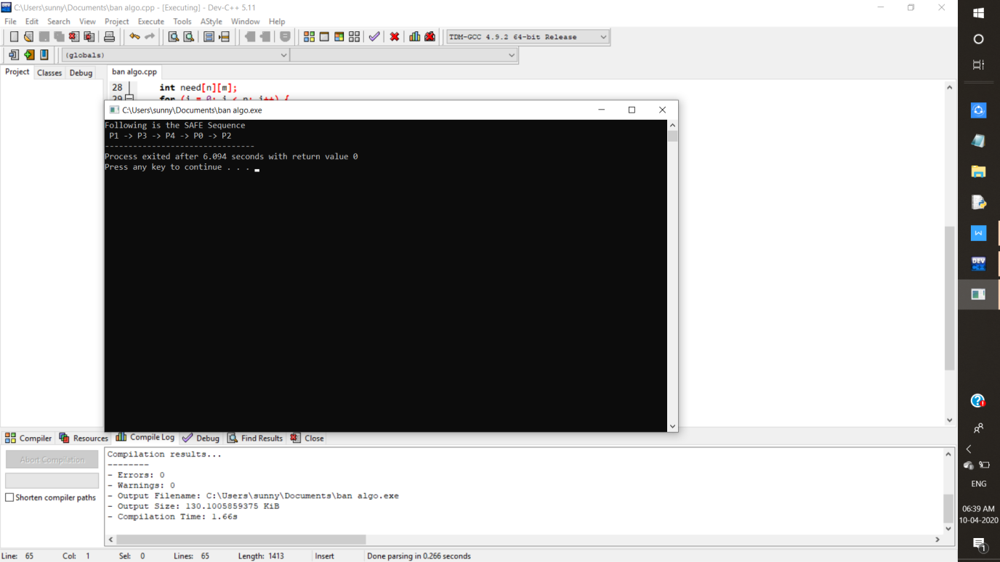 C:\Users\sunny\Documents\ban algo.cpp - [Executing] - Dev-C++ 5.11
File Edit Search View Project Execute Tools AStyle Window Help
TDM-GCC 4.9.2 64-bit Release
(globals)
Project Classes Debug
ban algo.cpp
28 int need[n][m];
29 for (i = 0; i < n; i++) {
C:\Users\sunny\Documents\ban algo.exe
Following is the SAFE Sequence
P1 -> P3 -> P4 -> P0 -> P2
--------------------------------
Process exited after 6.094 seconds with return value 0
Press any key to continue . . .
Compiler Resources Compile Log Debug Find Results Close
Abort Compilation
Shorten compiler paths
Compilation results...
--------
- Errors: 0
- Warnings: 0
- Output Filename: C:\Users\sunny\Documents\ban algo.exe
- Output Size: 130.1005859375 KiB
- Compilation Time: 1.66s
Line: 65 Col: 1 Sel: 0 Lines: 65 Length: 1413 Insert Done parsing in 0.266 seconds
DEV
ENG
06:39 AM
10-04-2020
1